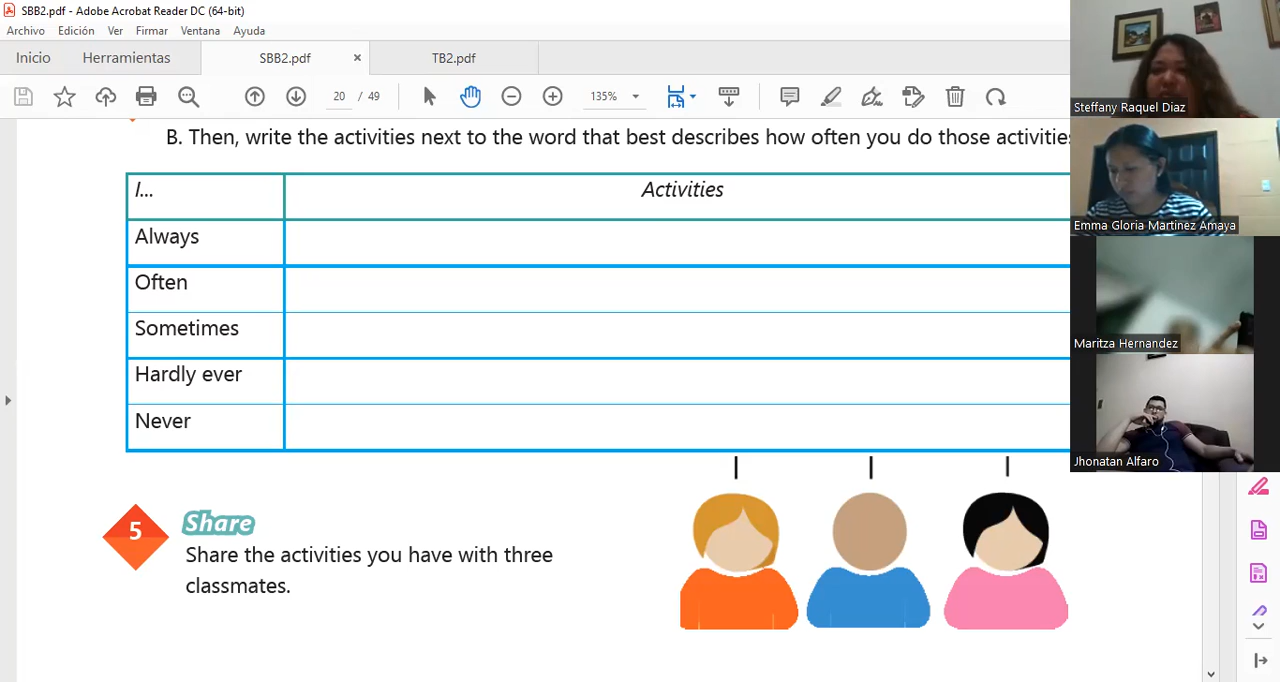 SBB2.pdf - Adobe Acrobat Reader DC (64-bit)
Archivo Edición Ver Firmar Ventana Ayuda
Inicio Herramientas SBB2.pdf × TB2.pdf
20 / 49 135%
B. Then, write the activities next to the word that best describes how often you do those activities
I... Activities
Always
Often
Sometimes
Hardly ever
Never
5 Share
Share the activities you have with three
classmates.
Steffany Raquel Diaz
Emma Gloria Martinez Amaya
Maritza Hernandez
Jhonatan Alfaro